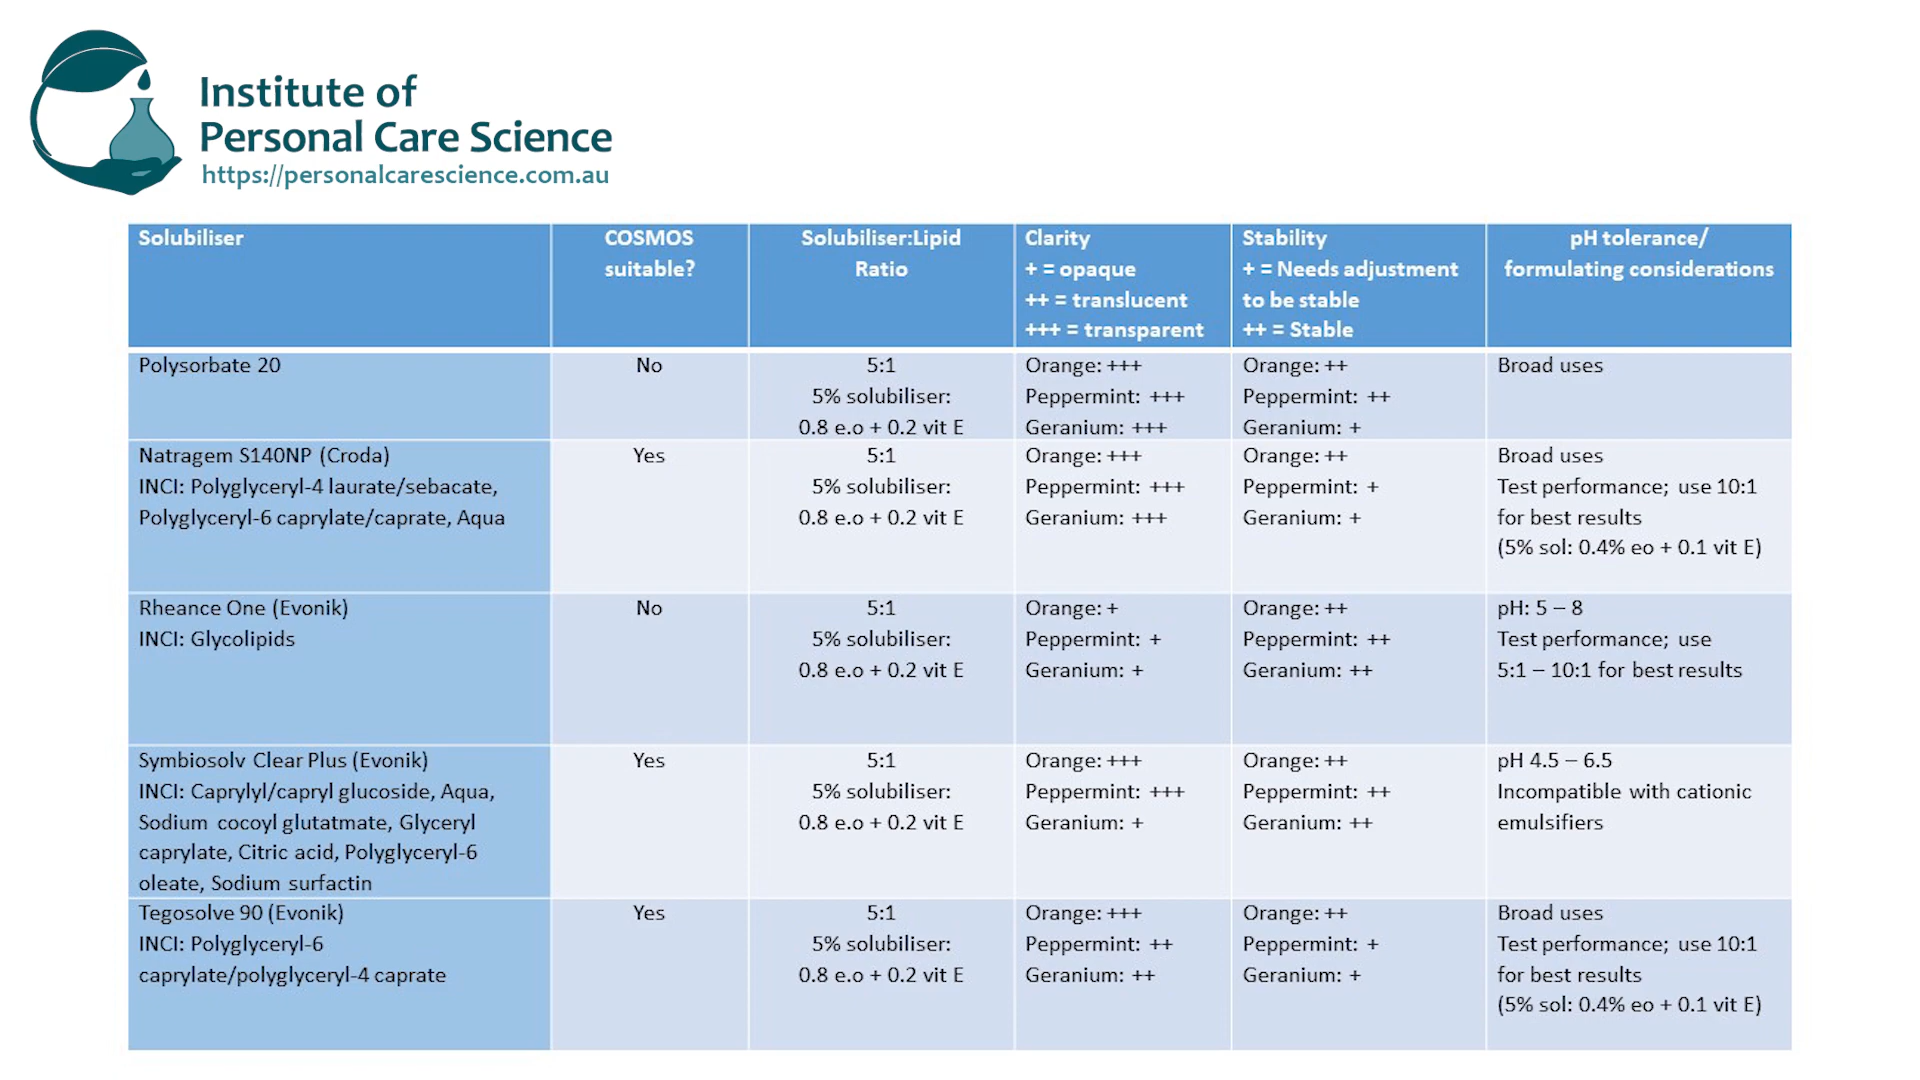 Institute of
Personal Care Science
https://personalcarescience.com.au
Solubiliser
COSMOS
suitable?
Solubiliser:Lipid
Ratio
Clarity
+ = opaque
++ = translucent
+++ = transparent
Stability
+ = Needs adjustment
to be stable
++ = Stable
pH tolerance/
formulating considerations
Polysorbate 20
No
5:1
5% solubiliser:
0.8 e.o + 0.2 vit E
Orange: +++
Peppermint: +++
Geranium: +++
Orange: ++
Peppermint: ++
Geranium: +
Broad uses
Natragem S140NP (Croda)
INCI: Polyglyceryl-4 laurate/sebacate,
Polyglyceryl-6 caprylate/caprate, Aqua
Yes
5:1
5% solubiliser:
0.8 e.o + 0.2 vit E
Orange: +++
Peppermint: +++
Geranium: +++
Orange: ++
Peppermint: +
Geranium: +
Broad uses
Test performance; use 10:1
for best results
(5% sol: 0.4% eo + 0.1 vit E)
Rheance One (Evonik)
INCI: Glycolipids
No
5:1
5% solubiliser:
0.8 e.o + 0.2 vit E
Orange: +
Peppermint: +
Geranium: +
Orange: ++
Peppermint: ++
Geranium: ++
pH: 5 – 8
Test performance; use
5:1 – 10:1 for best results
Symbiosolv Clear Plus (Evonik)
INCI: Caprylyl/capryl glucoside, Aqua,
Sodium cocoyl glutatmate, Glyceryl
caprylate, Citric acid, Polyglyceryl-6
oleate, Sodium surfactin
Yes
5:1
5% solubiliser:
0.8 e.o + 0.2 vit E
Orange: +++
Peppermint: +++
Geranium: +
Orange: ++
Peppermint: ++
Geranium: ++
pH 4.5 – 6.5
Incompatible with cationic
emulsifiers
Tegosolve 90 (Evonik)
INCI: Polyglyceryl-6
caprylate/polyglyceryl-4 caprate
Yes
5:1
5% solubiliser:
0.8 e.o + 0.2 vit E
Orange: +++
Peppermint: ++
Geranium: ++
Orange: ++
Peppermint: +
Geranium: +
Broad uses
Test performance; use 10:1
for best results
(5% sol: 0.4% eo + 0.1 vit E)